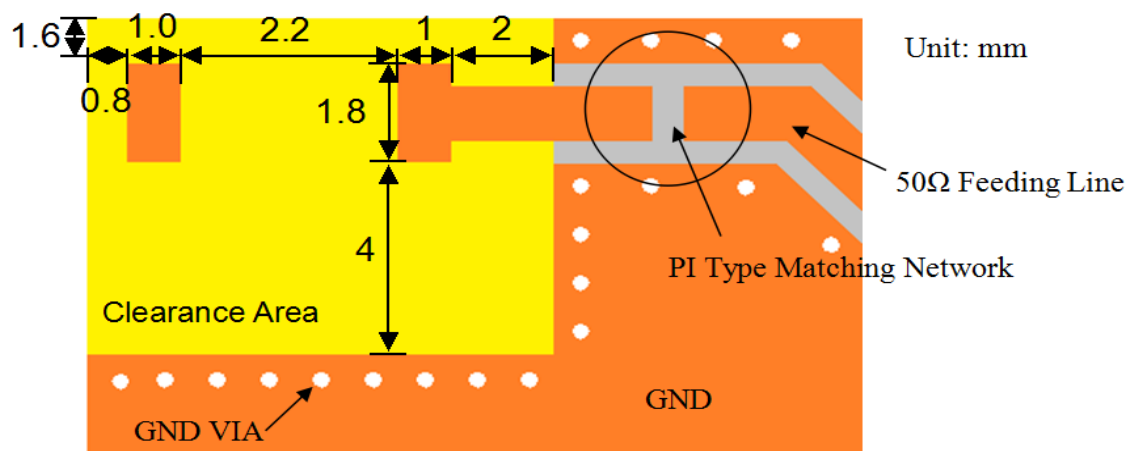 1.6
1.0
2.2
1
2
Unit: mm
0.8
1.8
50Ω Feeding Line
4
PI Type Matching Network
Clearance Area
GND
GND VIA